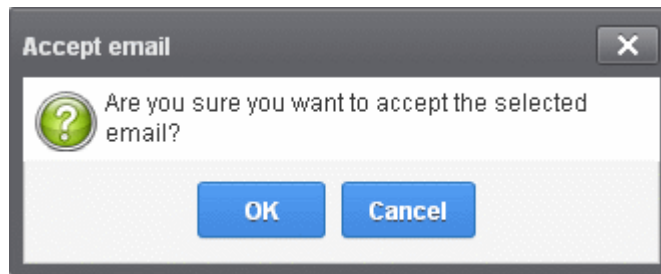 Accept email
Are you sure you want to accept the selected
email?
OK
Cancel